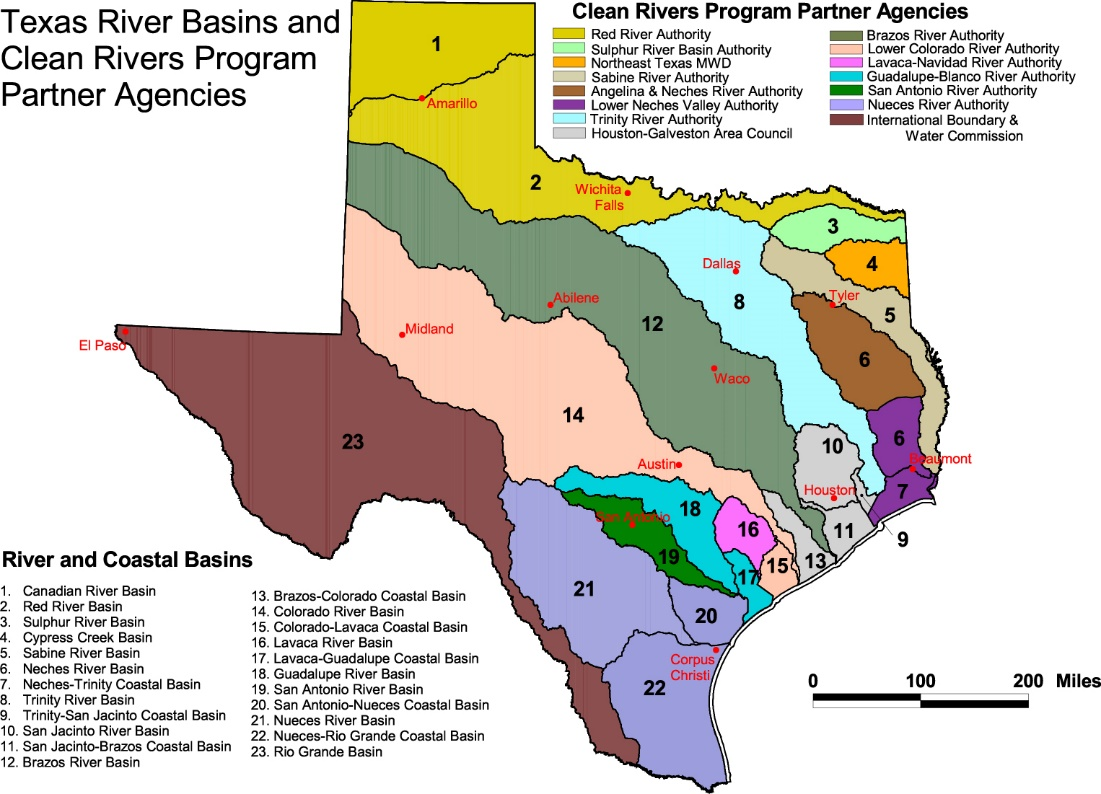 Texas River Basins and
Clean Rivers Program
Partner Agencies
Clean Rivers Program Partner Agencies
Red River Authority
Sulphur River Basin Authority
Northeast Texas MWD
Sabine River Authority
Angelina & Neches River Authority
Lower Neches Valley Authority
Trinity River Authority
Houston-Galveston Area Council
Brazos River Authority
Lower Colorado River Authority
Lavaca-Navidad River Authority
Guadalupe-Blanco River Authority
San Antonio River Authority
Nueces River Authority
International Boundary &
Water Commission
1
Amarillo
2
Wichita
Falls
3
4
Dallas
Tyler
8
5
Abilene
12
Midland
El Paso
6
Waco
14
23
10
6
Austin
Beaumont
Houston
7
18
San Antonio
16
11
9
19
15
13
17
21
20
Corpus
Christi
22
0 100 200 Miles
River and Coastal Basins
1. Canadian River Basin
2. Red River Basin
3. Sulphur River Basin
4. Cypress Creek Basin
5. Sabine River Basin
6. Neches River Basin
7. Neches-Trinity Coastal Basin
8. Trinity River Basin
9. Trinity-San Jacinto Coastal Basin
10. San Jacinto River Basin
11. San Jacinto-Brazos Coastal Basin
12. Brazos River Basin
13. Brazos-Colorado Coastal Basin
14. Colorado River Basin
15. Colorado-Lavaca Coastal Basin
16. Lavaca River Basin
17. Lavaca-Guadalupe Coastal Basin
18. Guadalupe River Basin
19. San Antonio River Basin
20. San Antonio-Nueces Coastal Basin
21. Nueces River Basin
22. Nueces-Rio Grande Coastal Basin
23. Rio Grande Basin